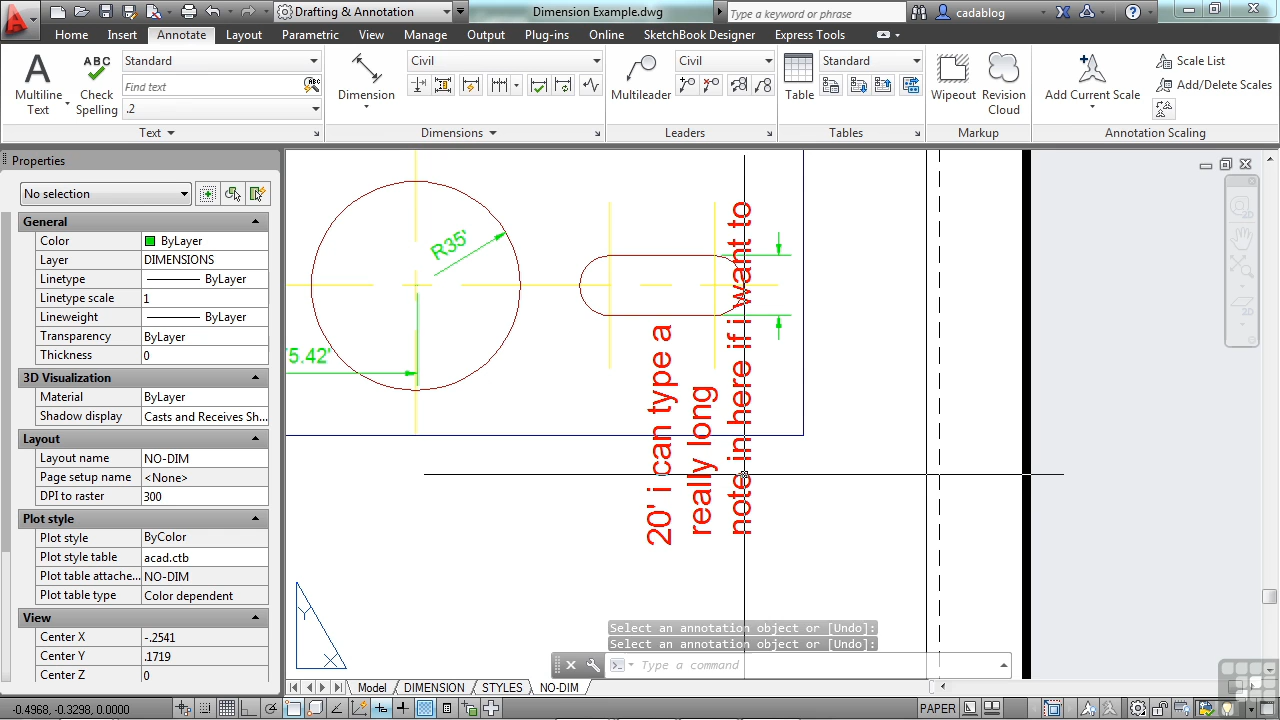 Drafting & Annotation
Dimension Example.dwg
Type a keyword or phrase
cadablog
Home Insert Annotate Layout Parametric View Manage Output Plug-ins Online SketchBook Designer Express Tools
Multiline Text
ABC
Check Spelling
Standard
Find text
ABC
.2
Dimension
Civil
Multileader
Civil
Table
Standard
Wipeout
Revision Cloud
Add Current Scale
Scale List
Add/Delete Scales
Text
Dimensions
Leaders
Tables
Markup
Annotation Scaling
Properties
No selection
General
Color ByLayer
Layer DIMENSIONS
Linetype ByLayer
Linetype scale 1
Lineweight ByLayer
Transparency ByLayer
Thickness 0
3D Visualization
Material ByLayer
Shadow display Casts and Receives Sh...
Layout
Layout name NO-DIM
Page setup name <None>
DPI to raster 300
Plot style
Plot style ByColor
Plot style table acad.ctb
Plot table attache... NO-DIM
Plot table type Color dependent
View
Center X -.2541
Center Y .1719
Center Z 0
R35'
5.42'
20' i can type a
really long
note in here if i want to
Y
X
2D
Select an annotation object or [Undo]:
Select an annotation object or [Undo]:
Type a command
Model DIMENSION STYLES NO-DIM
-0.4968, -0.3298, 0.0000
PAPER